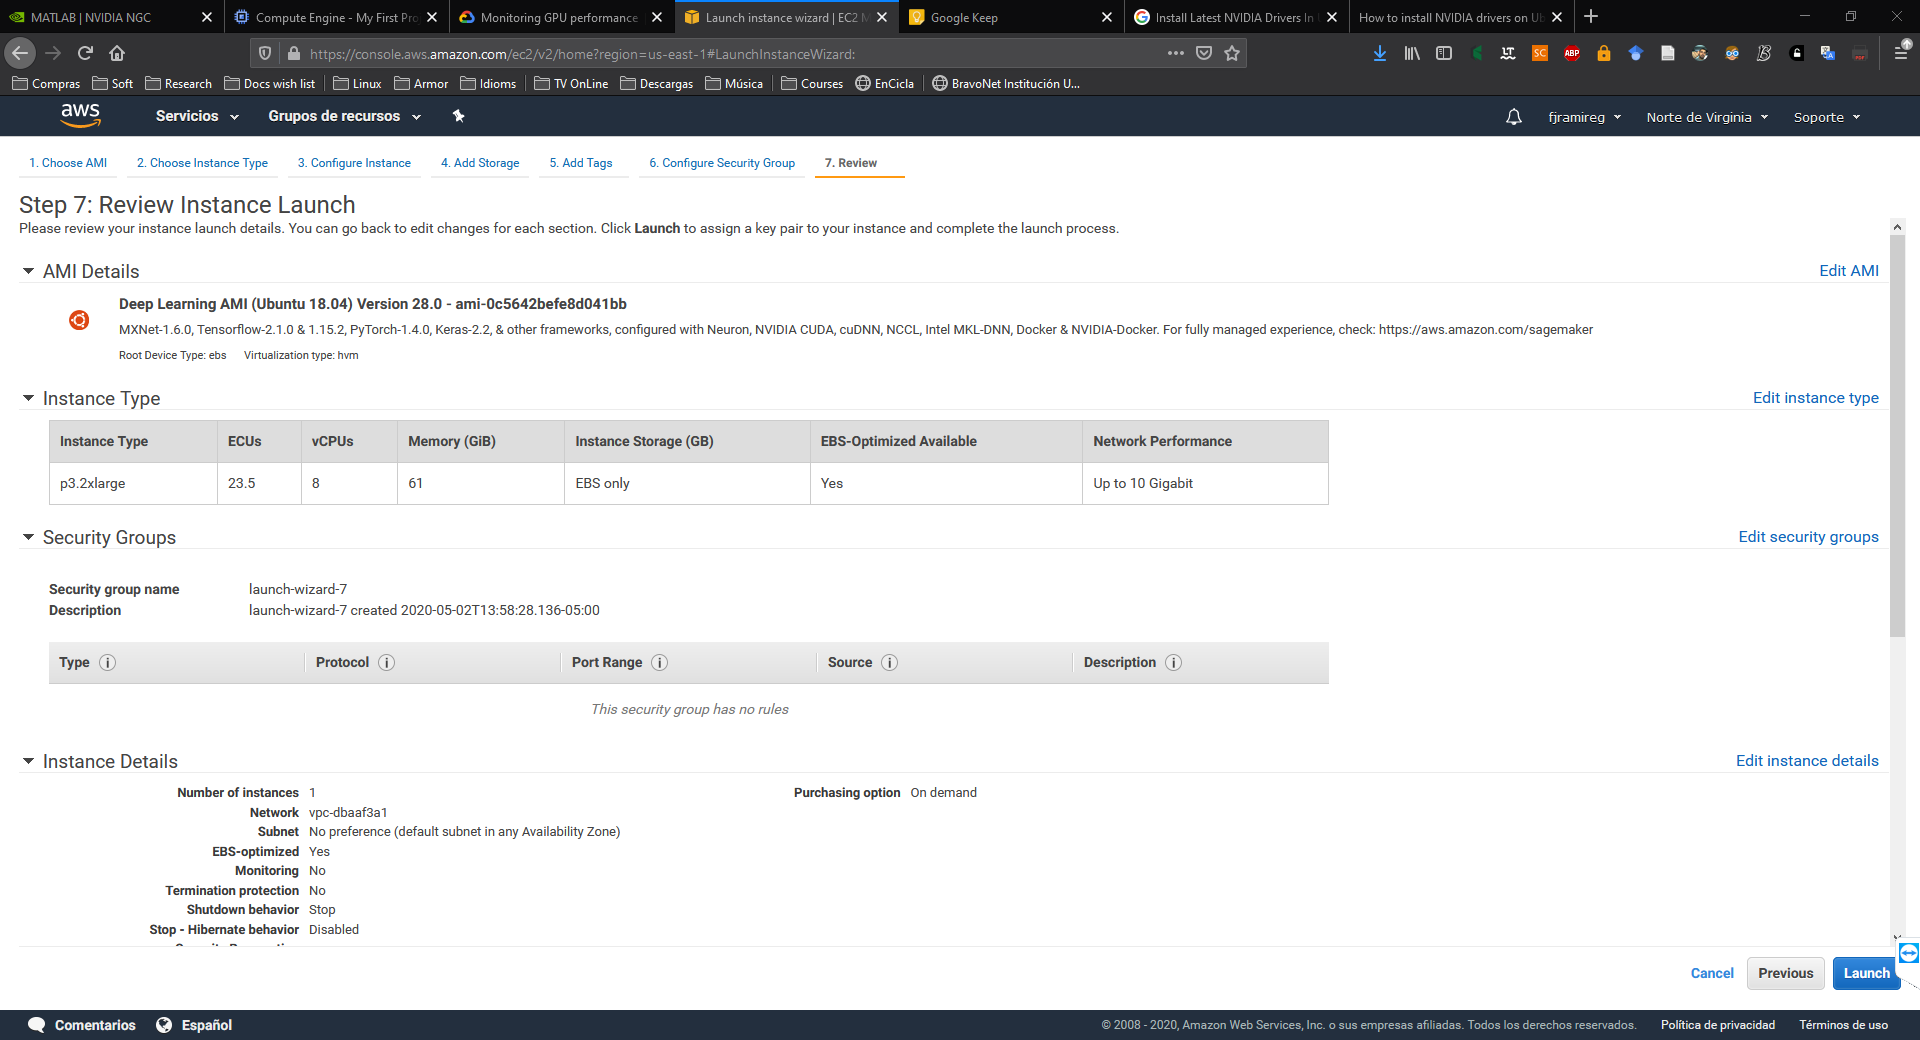 MATLAB | NVIDIA NGC
Compute Engine - My First Pro
Monitoring GPU performance
Launch instance wizard | EC2 M
Google Keep
Install Latest NVIDIA Drivers In U
How to install NVIDIA drivers on Ub
https://console.aws.amazon.com/ec2/v2/home?region=us-east-1#LaunchInstanceWizard:
Compras Soft Research Docs wish list Linux Armor Idioms TV OnLine Descargas Música Courses EnCicla BravoNet Institución U...
aws Servicios Grupos de recursos fjramireg Norte de Virginia Soporte
1. Choose AMI 2. Choose Instance Type 3. Configure Instance 4. Add Storage 5. Add Tags 6. Configure Security Group 7. Review
Step 7: Review Instance Launch
Please review your instance launch details. You can go back to edit changes for each section. Click Launch to assign a key pair to your instance and complete the launch process.
AMI Details Edit AMI
Deep Learning AMI (Ubuntu 18.04) Version 28.0 - ami-0c5642befe8d041bb
MXNet-1.6.0, Tensorflow-2.1.0 & 1.15.2, PyTorch-1.4.0, Keras-2.2, & other frameworks, configured with Neuron, NVIDIA CUDA, cuDNN, NCCL, Intel MKL-DNN, Docker & NVIDIA-Docker. For fully managed experience, check: https://aws.amazon.com/sagemaker
Root Device Type: ebs Virtualization type: hvm
Instance Type Edit instance type
Instance Type ECUs vCPUs Memory (GiB) Instance Storage (GB) EBS-Optimized Available Network Performance
p3.2xlarge 23.5 8 61 EBS only Yes Up to 10 Gigabit
Security Groups Edit security groups
Security group name launch-wizard-7
Description launch-wizard-7 created 2020-05-02T13:58:28.136-05:00
Type Protocol Port Range Source Description
This security group has no rules
Instance Details Edit instance details
Number of instances 1 Purchasing option On demand
Network vpc-dbaaf3a1
Subnet No preference (default subnet in any Availability Zone)
EBS-optimized Yes
Monitoring No
Termination protection No
Shutdown behavior Stop
Stop - Hibernate behavior Disabled
Cancel Previous Launch
Comentarios Español © 2008 - 2020, Amazon Web Services, Inc. o sus empresas afiliadas. Todos los derechos reservados. Política de privacidad Términos de uso